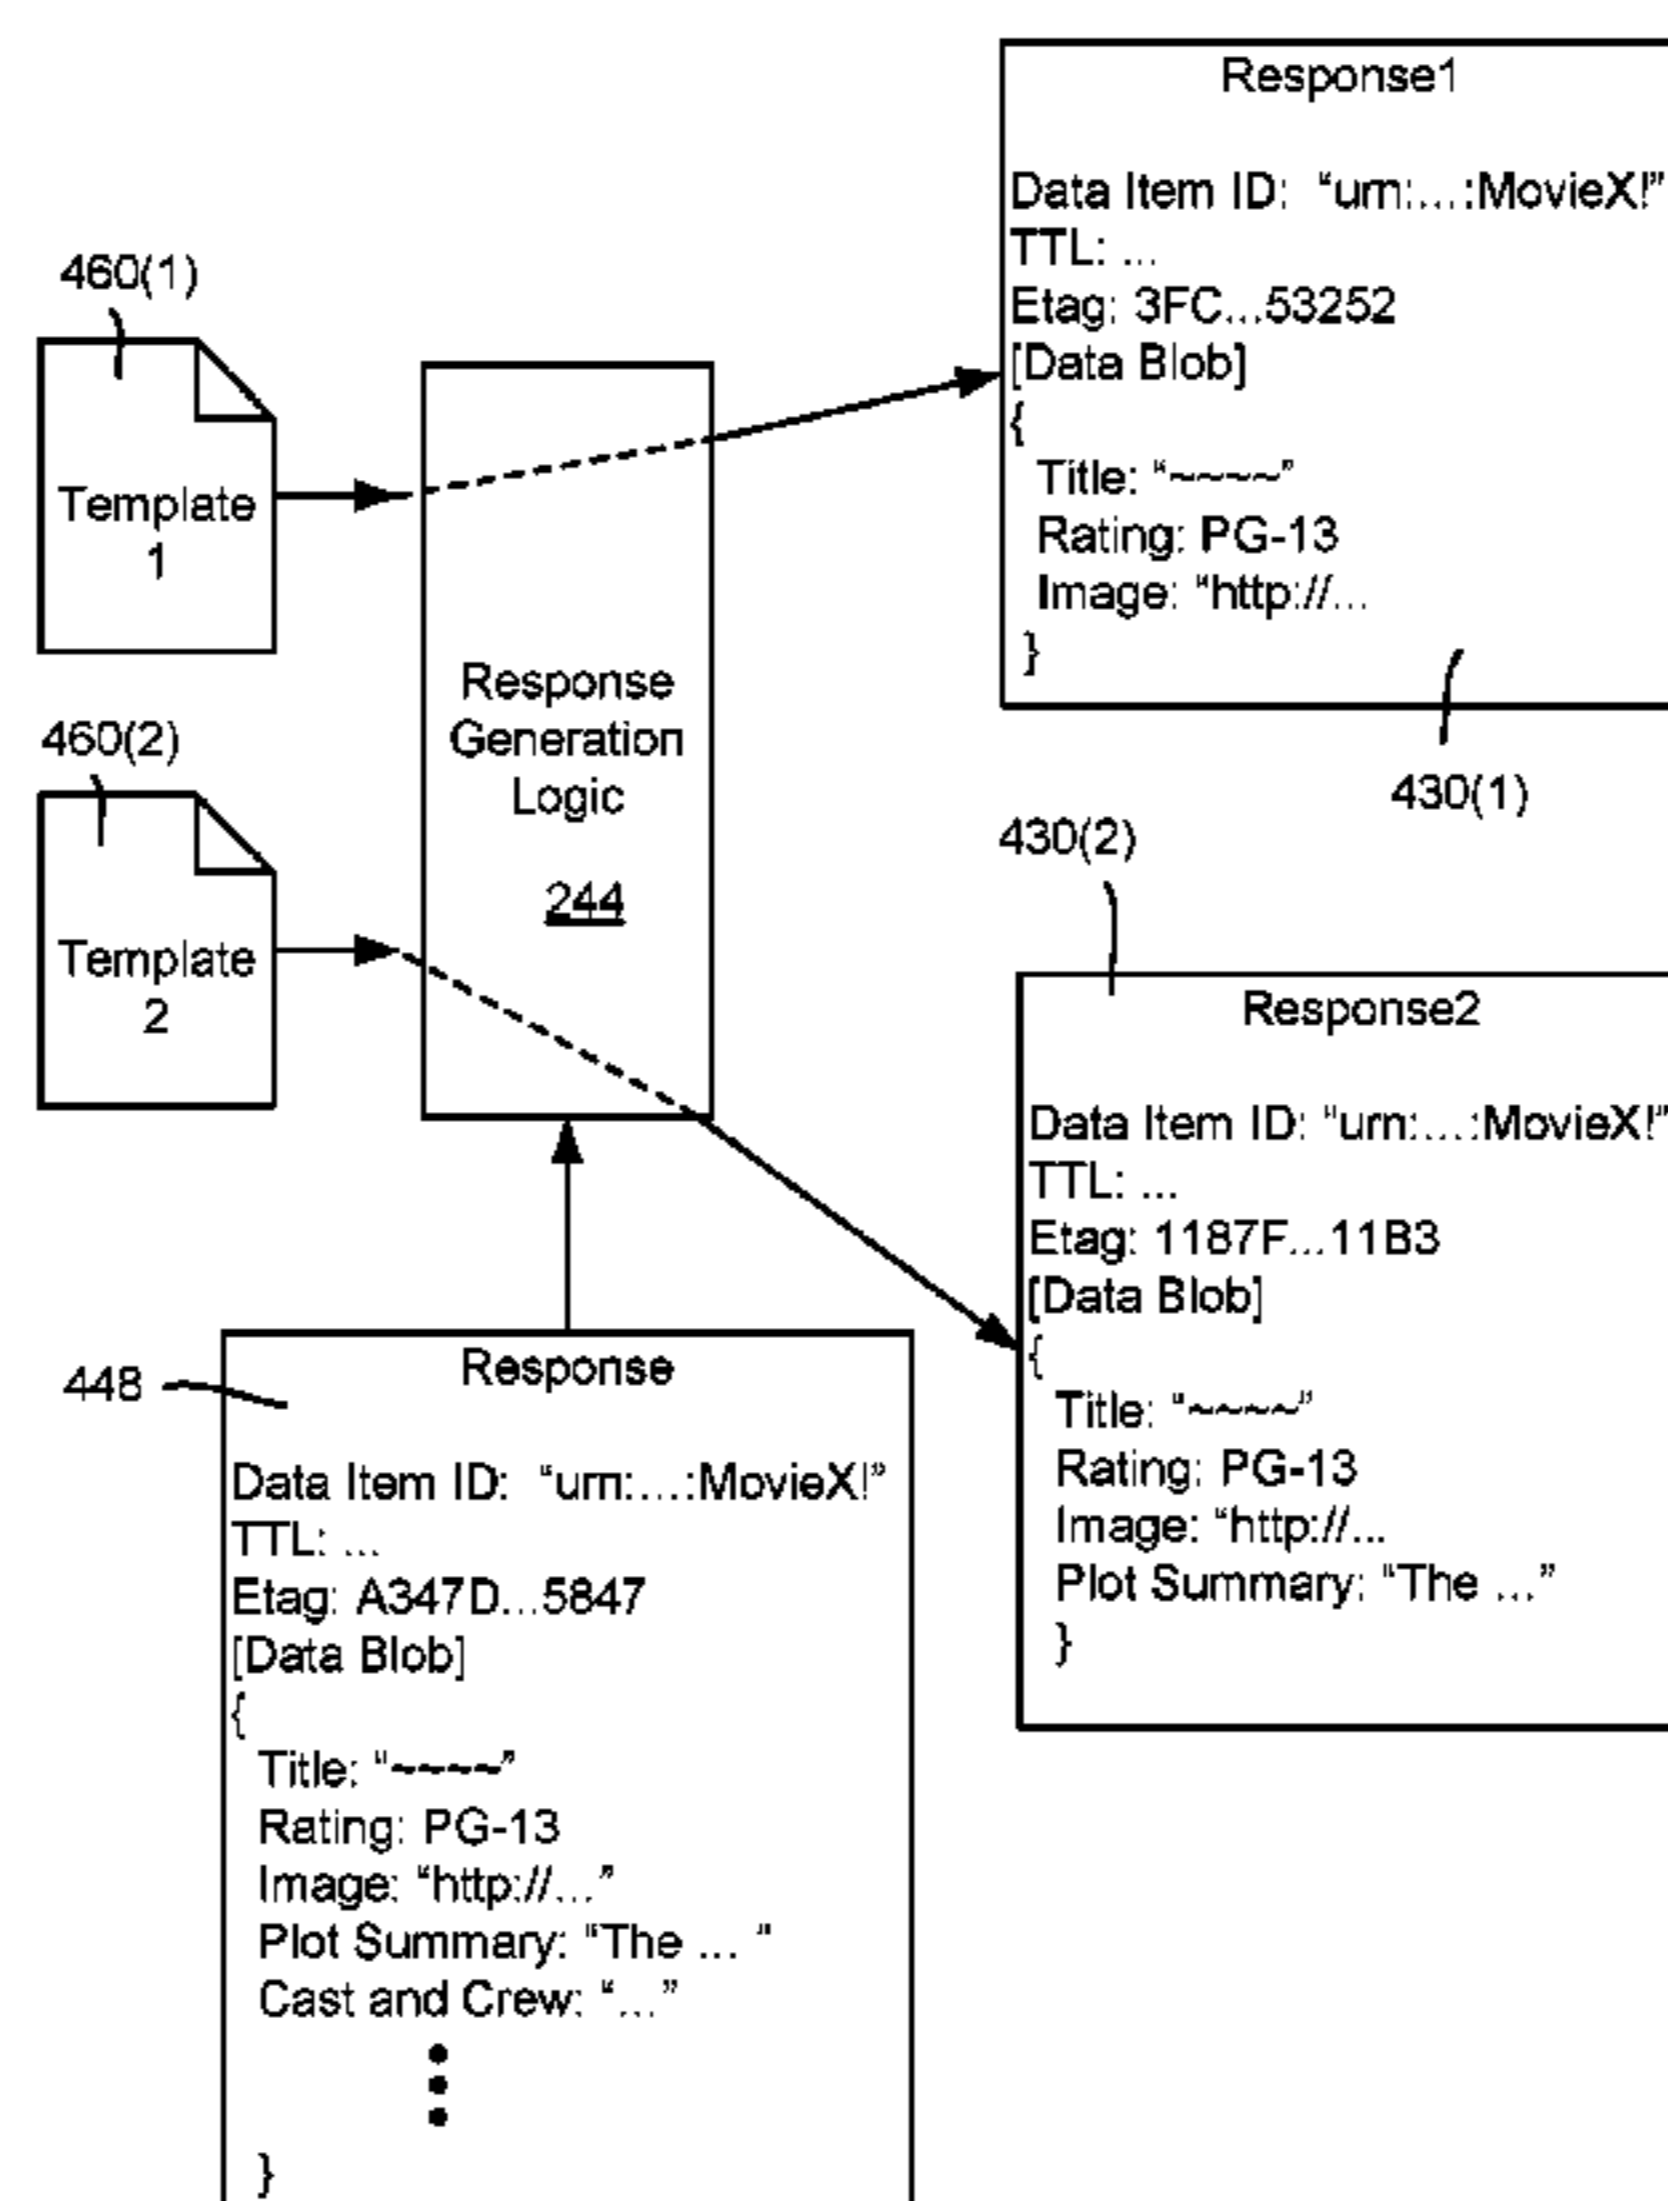 Response1
Data Item ID: “urn:...:MovieX!”
TTL: ...
Etag: 3FC...53252
[Data Blob]
{
Title: “~~~~”
Rating: PG-13
Image: “http://...
}
430(1)
460(1)
Template
1
460(2)
Template
2
Response
Generation
Logic
244
430(2)
Response2
Data Item ID: “urn:...:MovieX!”
TTL: ...
Etag: 1187F...11B3
[Data Blob]
{
Title: “~~~~”
Rating: PG-13
Image: “http://...
Plot Summary: “The ...”
}
448
Response
Data Item ID: “urn:...:MovieX!”
TTL: ...
Etag: A347D...5847
[Data Blob]
{
Title: “~~~~”
Rating: PG-13
Image: “http://...”
Plot Summary: “The ... “
Cast and Crew: “...”
}